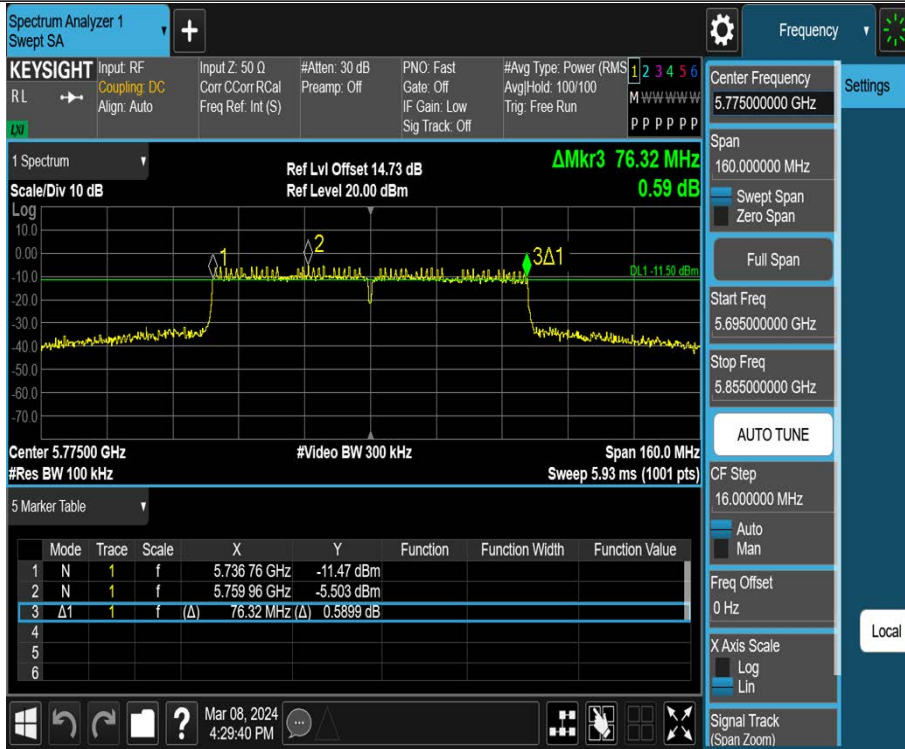 Spectrum Analyzer 1
Swept SA
+
Frequency
KEYSIGHT
R L
LXI
Input: RF
Coupling: DC
Align: Auto
Input Z: 50 Ω
Corr CCorr RCal
Freq Ref: Int (S)
#Atten: 30 dB
Preamp: Off
PNO: Fast
Gate: Off
IF Gain: Low
Sig Track: Off
#Avg Type: Power (RMS
Avg|Hold: 100/100
Trig: Free Run
1 2 3 4 5 6
M W W W W W
P P P P P P
1 Spectrum
Scale/Div 10 dB
Ref Lvl Offset 14.73 dB
Ref Level 20.00 dBm
ΔMkr3 76.32 MHz
0.59 dB
Log
10.0
0.00
-10.0
-20.0
-30.0
-40.0
-50.0
-60.0
-70.0
1
2
3Δ1
DL1 -11.50 dBm
Center 5.77500 GHz
#Res BW 100 kHz
#Video BW 300 kHz
Span 160.0 MHz
Sweep 5.93 ms (1001 pts)
5 Marker Table
Mode Trace Scale X Y Function Function Width Function Value
1 N 1 f 5.736 76 GHz -11.47 dBm
2 N 1 f 5.759 96 GHz -5.503 dBm
3 Δ1 1 f (Δ) 76.32 MHz (Δ) 0.5899 dB
4
5
6
Mar 08, 2024
4:29:40 PM
Center Frequency
5.775000000 GHz
Span
160.000000 MHz
Swept Span
Zero Span
Full Span
Start Freq
5.695000000 GHz
Stop Freq
5.855000000 GHz
AUTO TUNE
CF Step
16.000000 MHz
Auto
Man
Freq Offset
0 Hz
X Axis Scale
Log
Lin
Signal Track
(Span Zoom)
Settings
Local